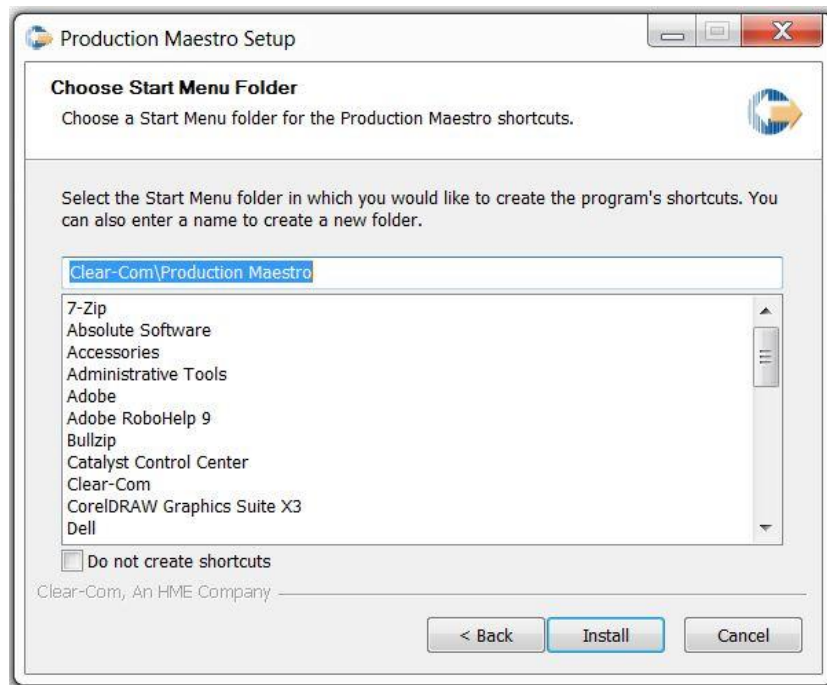 Production Maestro Setup
Choose Start Menu Folder
Choose a Start Menu folder for the Production Maestro shortcuts.
Select the Start Menu folder in which you would like to create the program's shortcuts. You
can also enter a name to create a new folder.
Clear-Com\Production Maestro
7-Zip
Absolute Software
Accessories
Administrative Tools
Adobe
Adobe RoboHelp 9
Bullzip
Catalyst Control Center
Clear-Com
CorelDRAW Graphics Suite X3
Dell
Do not create shortcuts
Clear-Com, An HME Company
< Back Install Cancel